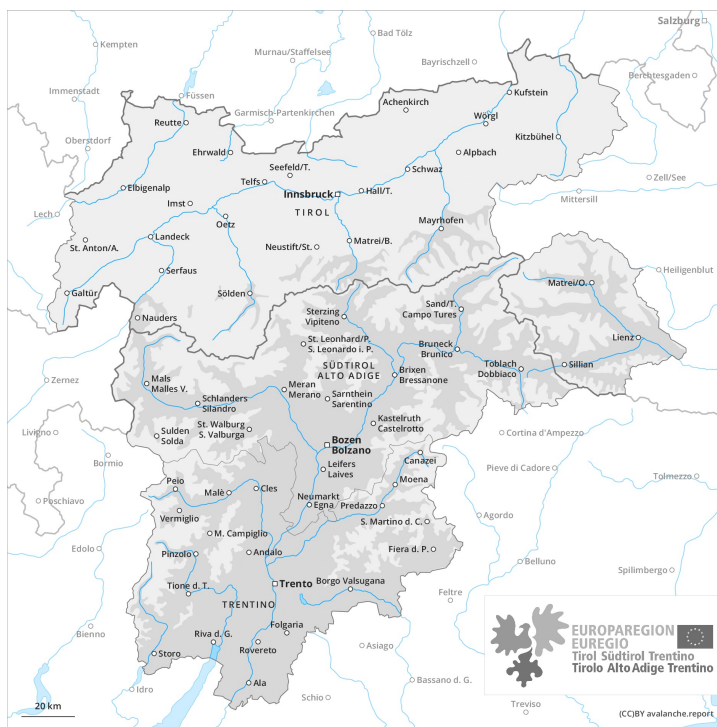 Salzburg
Kempten
Bad Tölz
Murnau/Staffelsee
Bayrischzell
Berchtesgaden
Immenstadt
Füssen
Kufstein
Achenkirch
Garmisch-Partenkirchen
Wörgl
Reutte
Kitzbühel
Oberstdorf
Ehrwald
Alpbach
Seefeld/T.
Schwaz
Zell/See
Telfs
Elbigenalp
Innsbruck
Hall/T.
Mittersill
Imst
TIROL
Lech
Oetz
Mayrhofen
Landeck
St. Anton/A.
Neustift/St.
Matrei/B.
Serfaus
Heiligenblut
Galtür
Sölden
Matrei/O.
Nauders
Sterzing
Vipiteno
Sand/T.
Campo Tures
St. Leonhard/P.
S. Leonardo i. P.
Lienz
Bruneck
Brunico
SÜDTIROL
ALTO ADIGE
Toblach
Dobbiaco
Sillian
Brixen
Bressanone
Zernez
Mals
Malles V.
Meran
Merano
Sarnthein
Sarentino
Schlanders
Silandro
Kastelruth
Castelrotto
St. Walburg
S. Valburga
Livigno
Sulden
Solda
Cortina d'Ampezzo
Bozen
Bolzano
Bormio
Canazei
Pieve di Cadore
Leifers
Laives
Tolmezzo
Peio
Moena
Malè
Cles
Poschiavo
Neumarkt
Egna
Predazzo
Vermiglio
Agordo
S. Martino d. C.
M. Campiglio
Edolo
Pinzolo
Andalo
Fiera d. P.
Belluno
Spilimbergo
Tione d. T.
Trento
Borgo Valsugana
Feltre
TRENTINO
Folgaria
Bienno
Riva d. G.
Rovereto
Asiago
Storo
Bassano d. G.
Ala
Idro
Schio
Treviso
EUROPAREGION
EUREGIO
Tirol Südtirol Trentino
Tirolo Alto Adige Trentino
20 km
(CC)BY avalanche.report